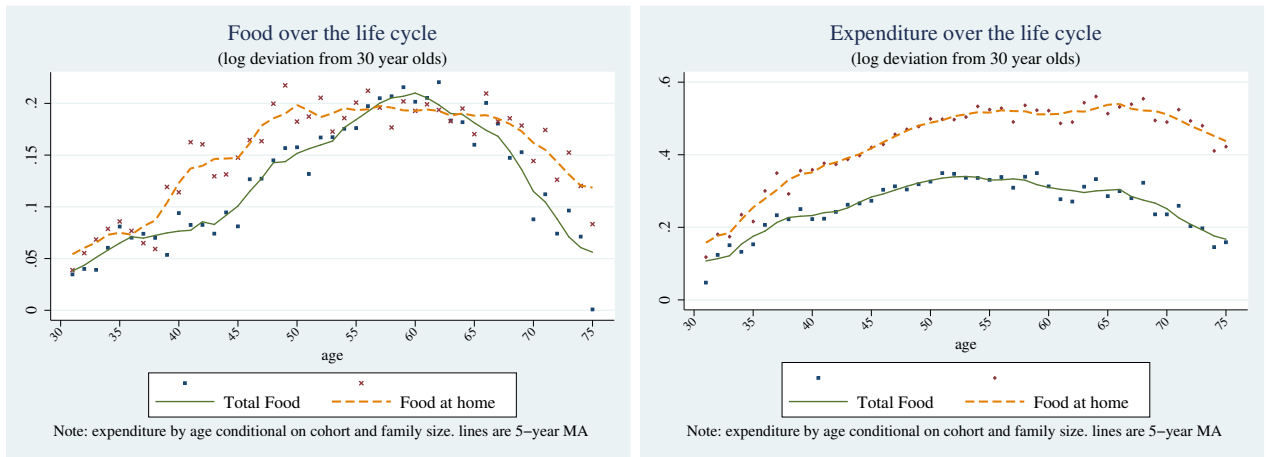 Food over the life cycle
(log deviation from 30 year olds)
.2
.15
.1
.05
0
30 35 40 45 50 55 60 65 70 75
age
Total Food Food at home
Note: expenditure by age conditional on cohort and family size. lines are 5−year MA
Expenditure over the life cycle
(log deviation from 30 year olds)
.6
.4
.2
0
30 35 40 45 50 55 60 65 70 75
age
Total Food Food at home
Note: expenditure by age conditional on cohort and family size. lines are 5−year MA